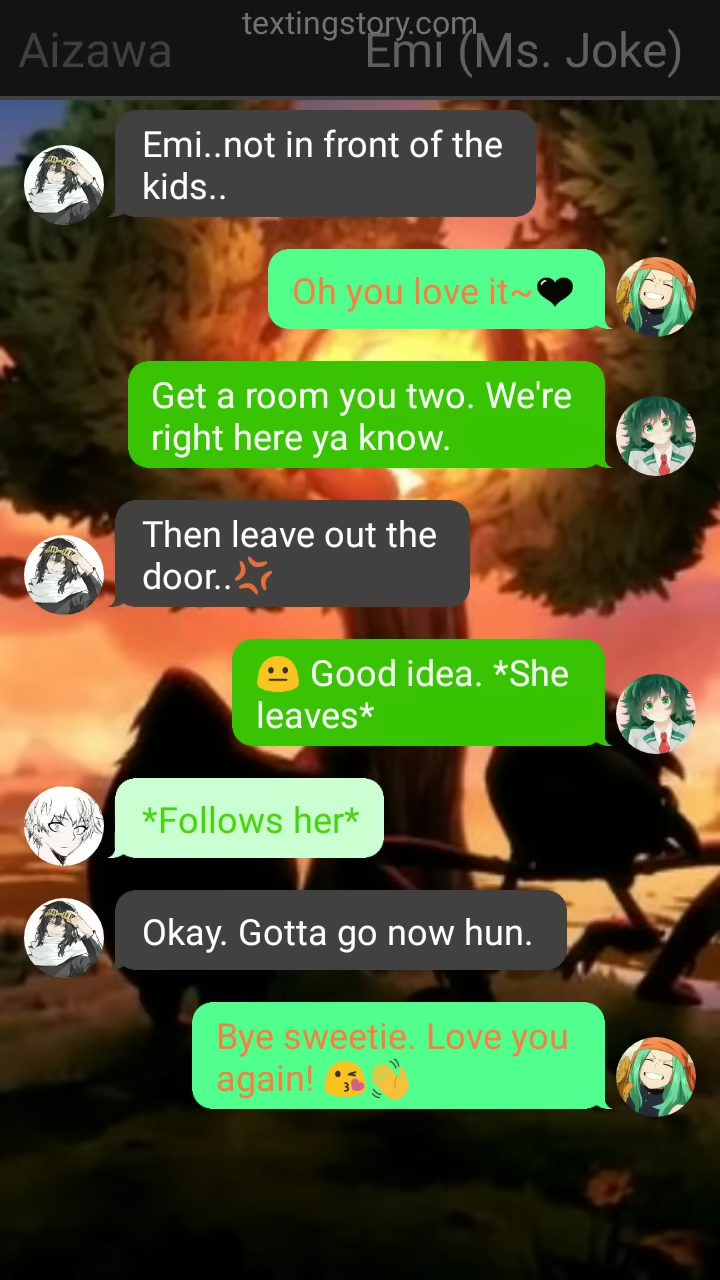 textingstory.com
Aizawa
Emi (Ms. Joke)
Emi..not in front of the
kids..
Oh you love it~🖤
Get a room you two. We're
right here ya know.
Then leave out the
door..💢
😐 Good idea. *She
leaves*
*Follows her*
Okay. Gotta go now hun.
Bye sweetie. Love you
again! 😘👋